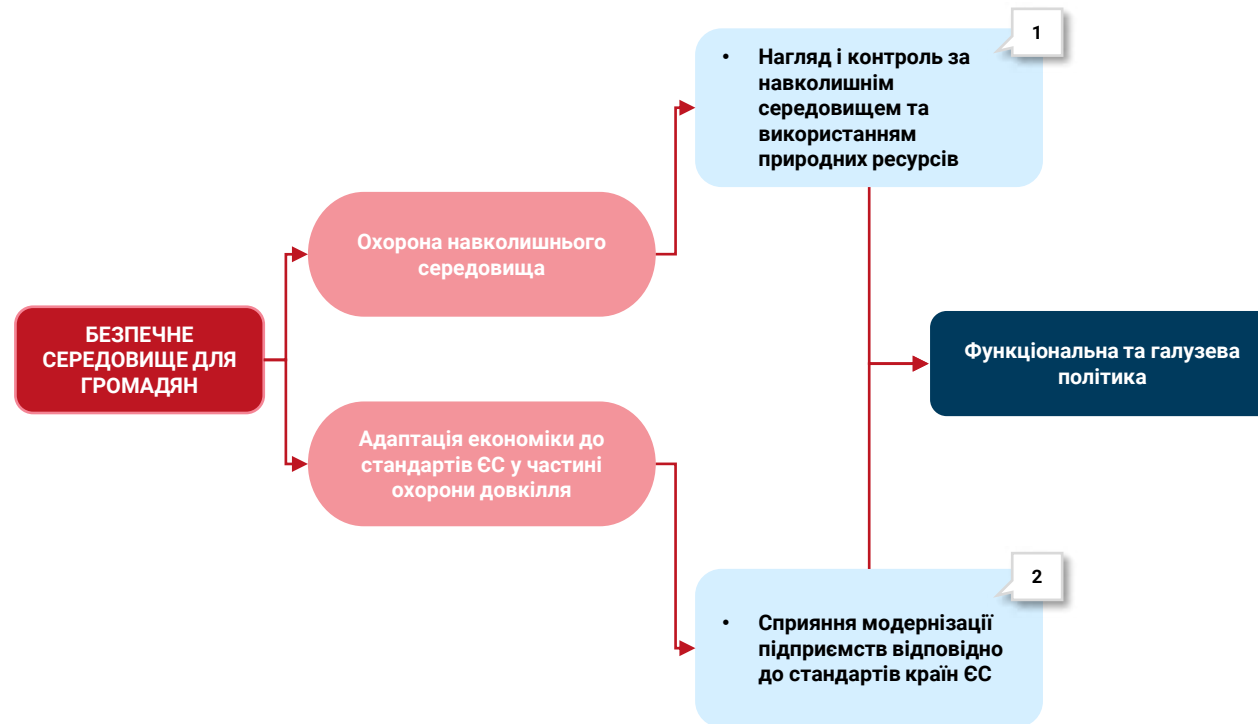 1
• Нагляд і контроль за
навколишнім
середовищем та
використанням
природних ресурсів
Охорона навколишнього
середовища
БЕЗПЕЧНЕ
СЕРЕДОВИЩЕ ДЛЯ
ГРОМАДЯН
Функціональна та галузева
політика
Адаптація економіки до
стандартів ЄС у частині
охорони довкілля
2
• Сприяння модернізації
підприємств відповідно
до стандартів країн ЄС